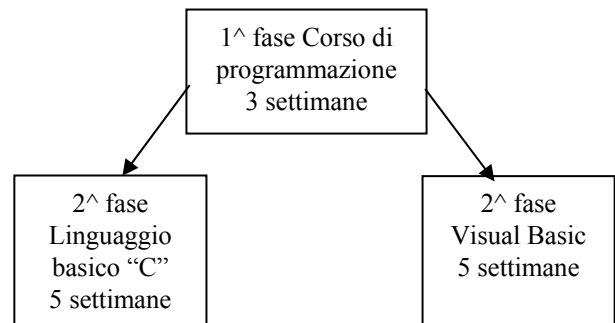 1^ fase Corso di
programmazione
3 settimane
2^ fase
Linguaggio
basico “C”
5 settimane
2^ fase
Visual Basic
5 settimane